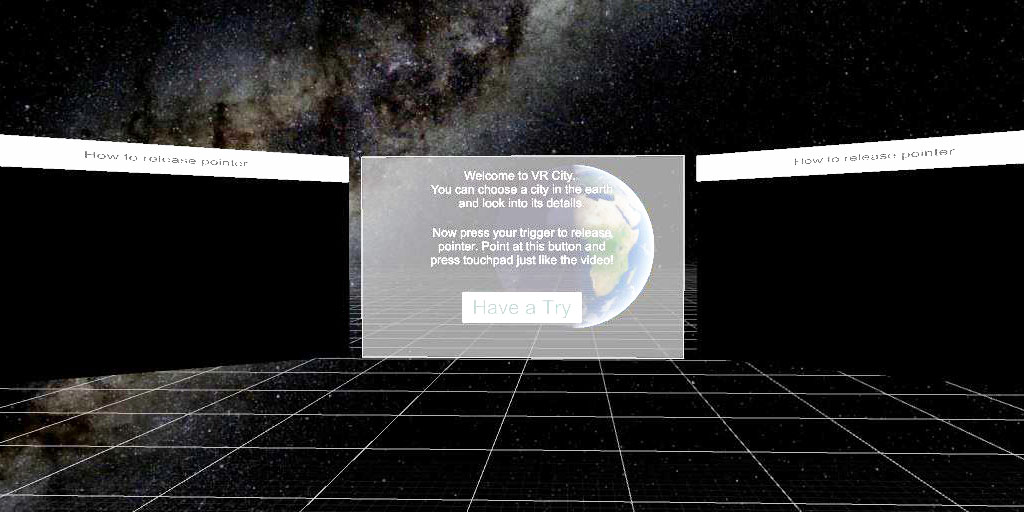 How to release pointer
Welcome to VR City.
You can choose a city in the earth
and look into its details.
Now press your trigger to release
pointer. Point at this button and
press touchpad just like the video!
Have a Try
How to release pointer